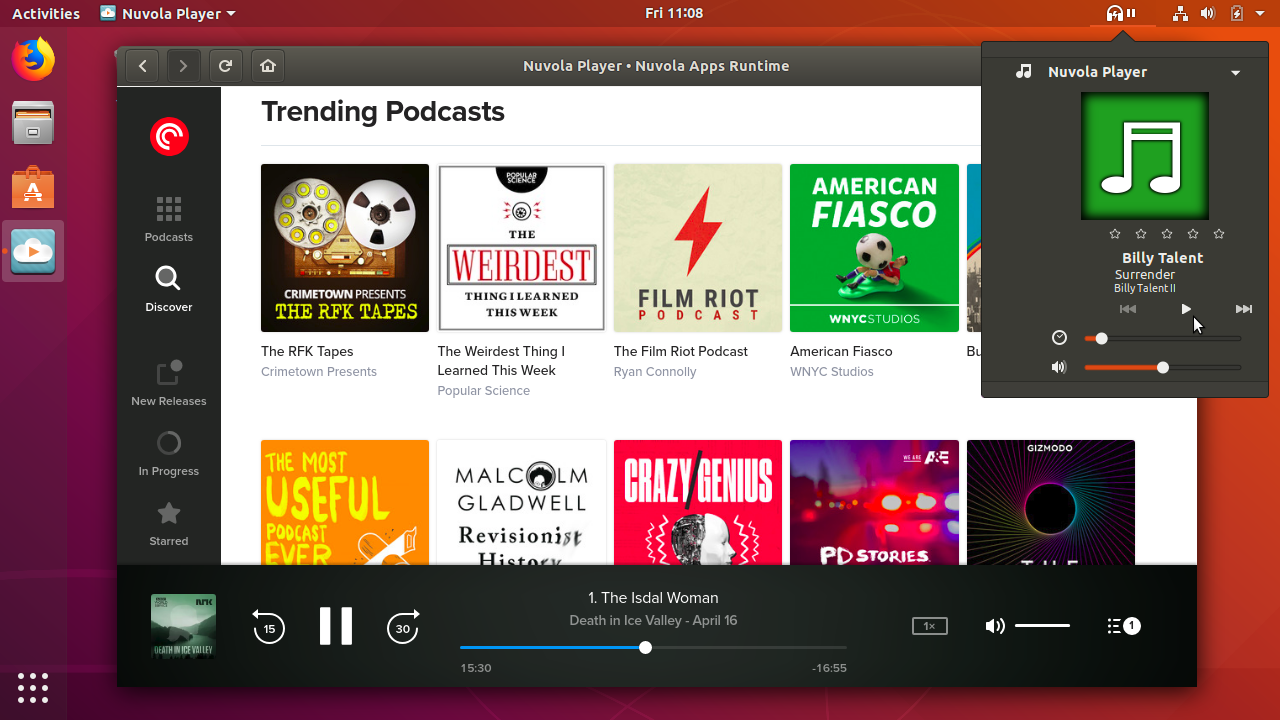 Activities
Nuvola Player
Fri 11:08
Nuvola Player • Nuvola Apps Runtime
Nuvola Player
Billy Talent
Surrender
Billy Talent II
Trending Podcasts
Podcasts
Discover
New Releases
In Progress
Starred
CRIMETOWN PRESENTS
THE RFK TAPES
POPULAR
SCIENCE
THE
WEIRDEST
THING I LEARNED
THIS WEEK
FILM RIOT
PODCAST
AMERICAN
FIASCO
WNYCSTUDIOS
The RFK Tapes
Crimetown Presents
The Weirdest Thing I
Learned This Week
Popular Science
The Film Riot Podcast
Ryan Connolly
American Fiasco
WNYC Studios
Bu
THE MOST
USEFUL
PODCAST
EVER
MALCOLM
GLADWELL
Revisionist
History
CRAZY/GENIUS
WE ARE A&E
PD STORIES
GIZMODO
THE
DEATH IN ICE VALLEY
NRK
15
30
1. The Isdal Woman
Death in Ice Valley - April 16
15:30
-16:55
1×
1